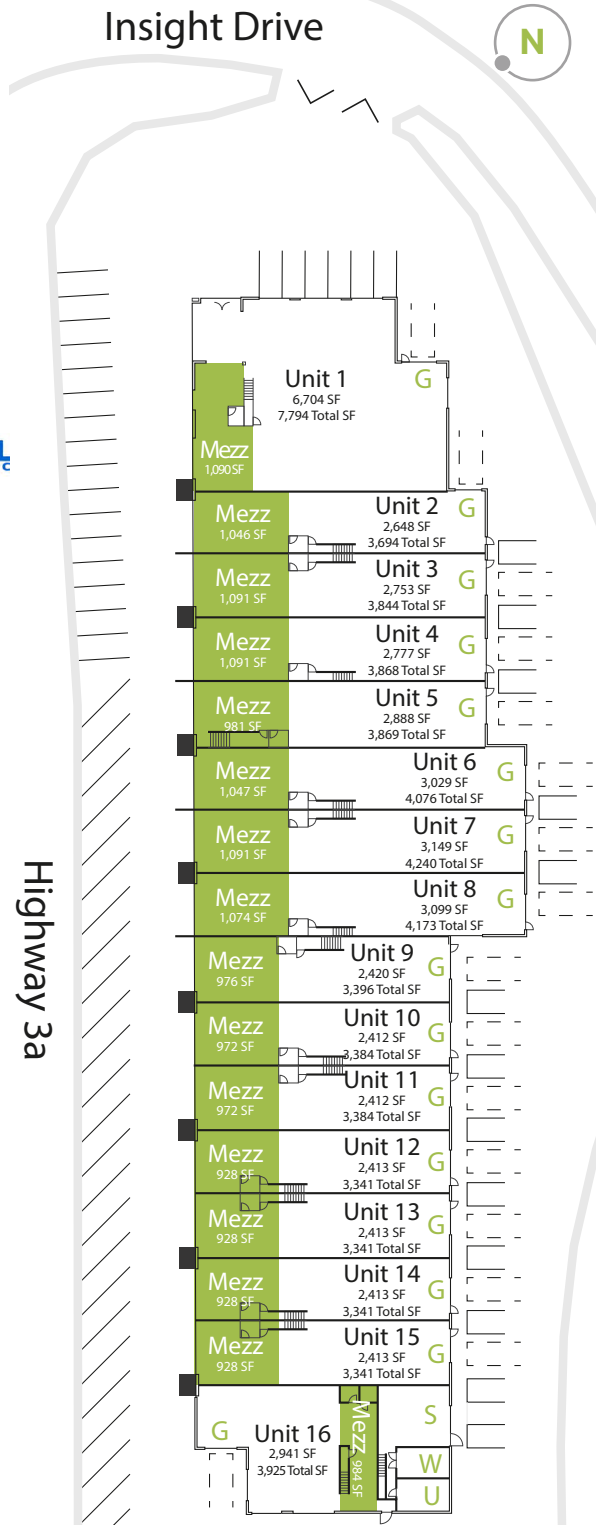 Insight Drive
N
Unit 1
6,704 SF
7,794 Total SF
G
Mezz
1,090 SF
Mezz
1,046 SF
Unit 2
2,648 SF
3,694 Total SF
G
Mezz
1,091 SF
Unit 3
2,753 SF
3,844 Total SF
G
Mezz
1,091 SF
Unit 4
2,777 SF
3,868 Total SF
G
Mezz
981 SF
Unit 5
2,888 SF
3,869 Total SF
G
Mezz
1,047 SF
Unit 6
3,029 SF
4,076 Total SF
G
Mezz
1,091 SF
Unit 7
3,149 SF
4,240 Total SF
G
Mezz
1,074 SF
Unit 8
3,099 SF
4,173 Total SF
G
Highway 3a
Mezz
976 SF
Unit 9
2,420 SF
3,396 Total SF
G
Mezz
972 SF
Unit 10
2,412 SF
3,384 Total SF
G
Mezz
972 SF
Unit 11
2,412 SF
3,384 Total SF
G
Mezz
928 SF
Unit 12
2,413 SF
3,341 Total SF
G
Mezz
928 SF
Unit 13
2,413 SF
3,341 Total SF
G
Mezz
928 SF
Unit 14
2,413 SF
3,341 Total SF
G
Mezz
928 SF
Unit 15
2,413 SF
3,341 Total SF
G
G
Unit 16
2,941 SF
3,925 Total SF
Mezz
984 SF
S
W
U